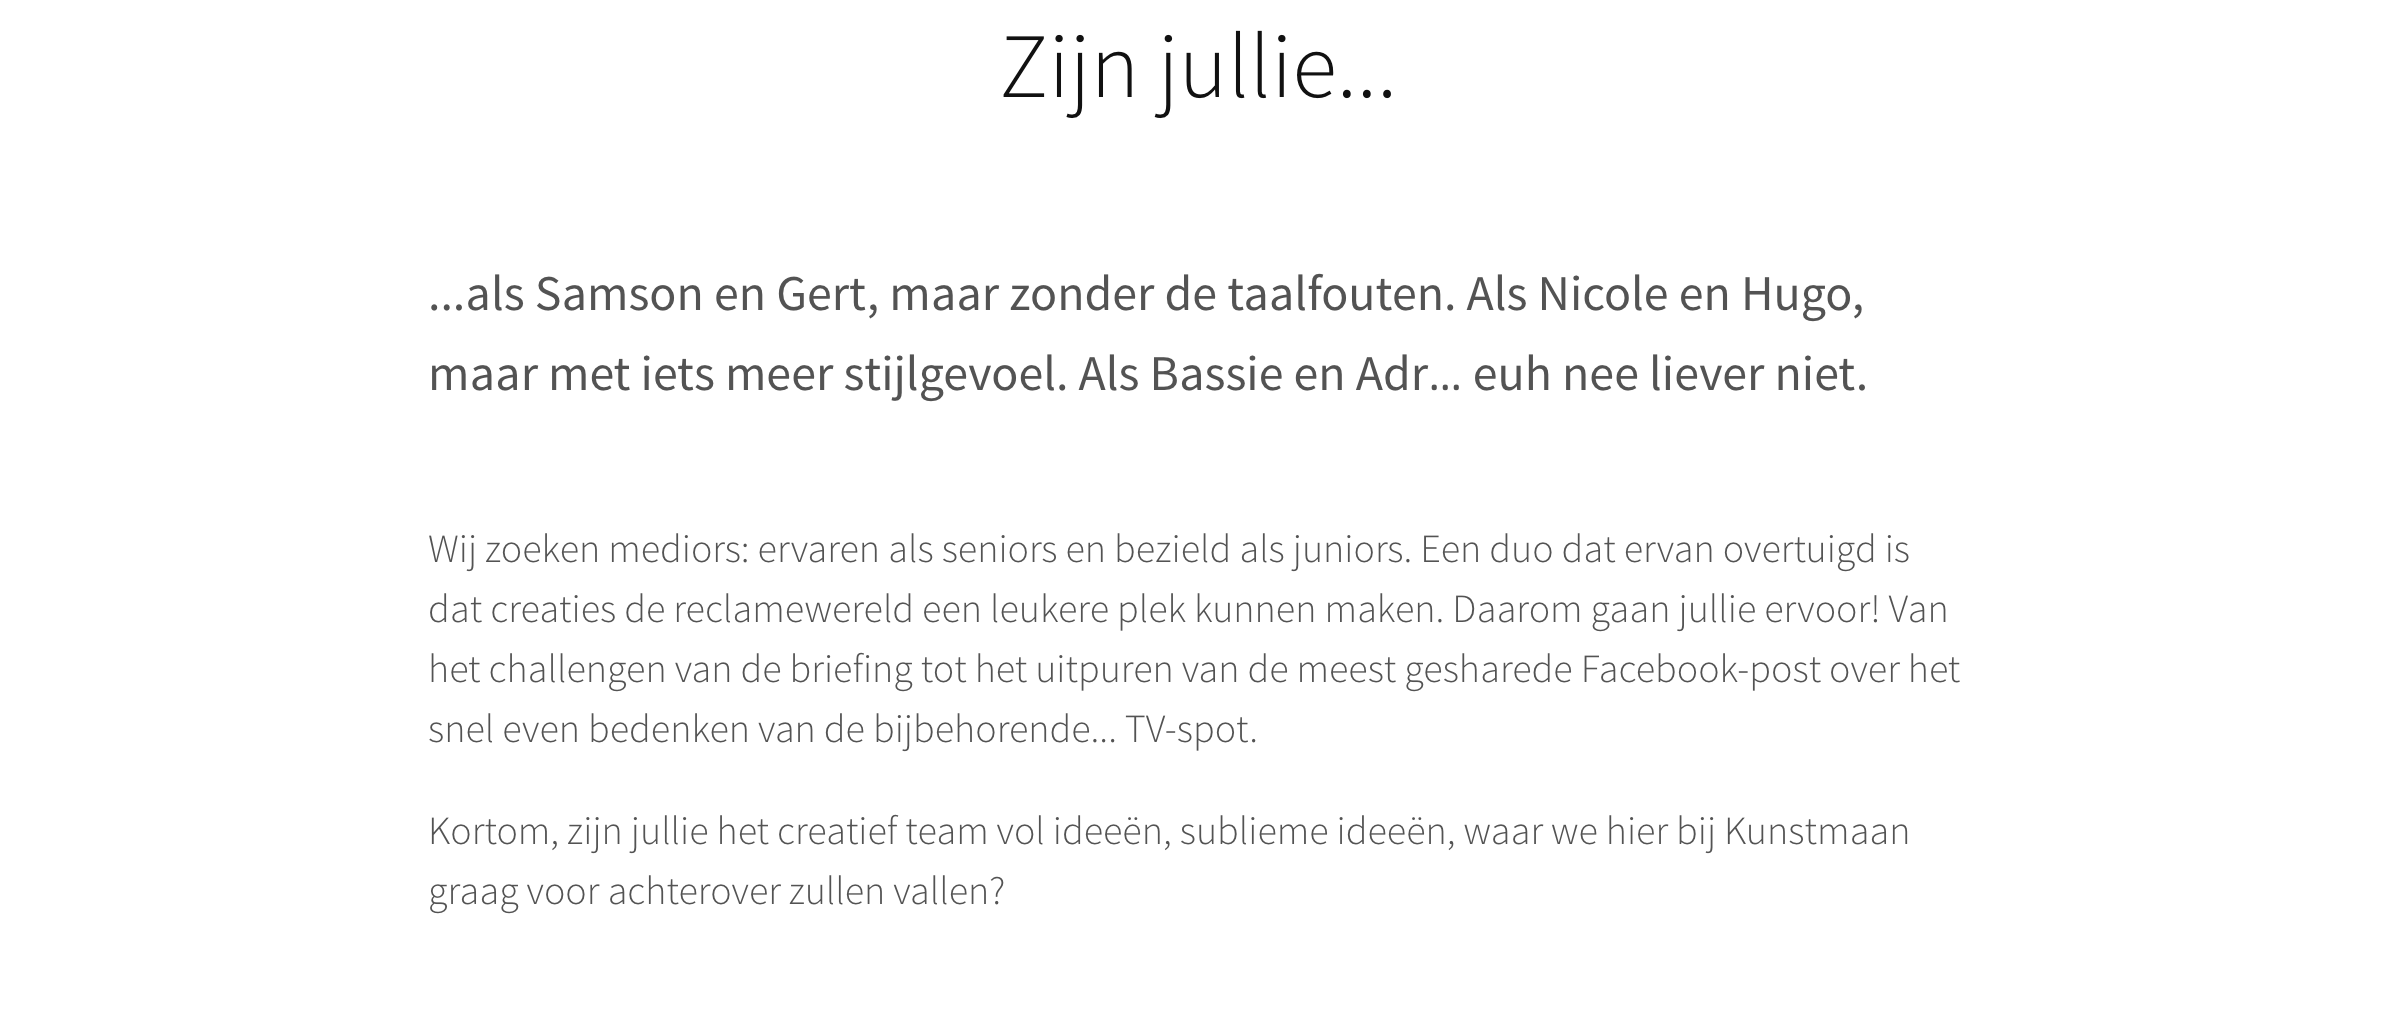 Zijn jullie...
...als Samson en Gert, maar zonder de taalfouten. Als Nicole en Hugo,
maar met iets meer stijlgevoel. Als Bassie en Adr... euh nee liever niet.
Wij zoeken mediors: ervaren als seniors en bezield als juniors. Een duo dat ervan overtuigd is
dat creaties de reclamewereld een leukere plek kunnen maken. Daarom gaan jullie ervoor! Van
het challengen van de briefing tot het uitpuren van de meest gesharede Facebook-post over het
snel even bedenken van de bijbehorende... TV-spot.
Kortom, zijn jullie het creatief team vol ideeën, sublieme ideeën, waar we hier bij Kunstmaan
graag voor achterover zullen vallen?